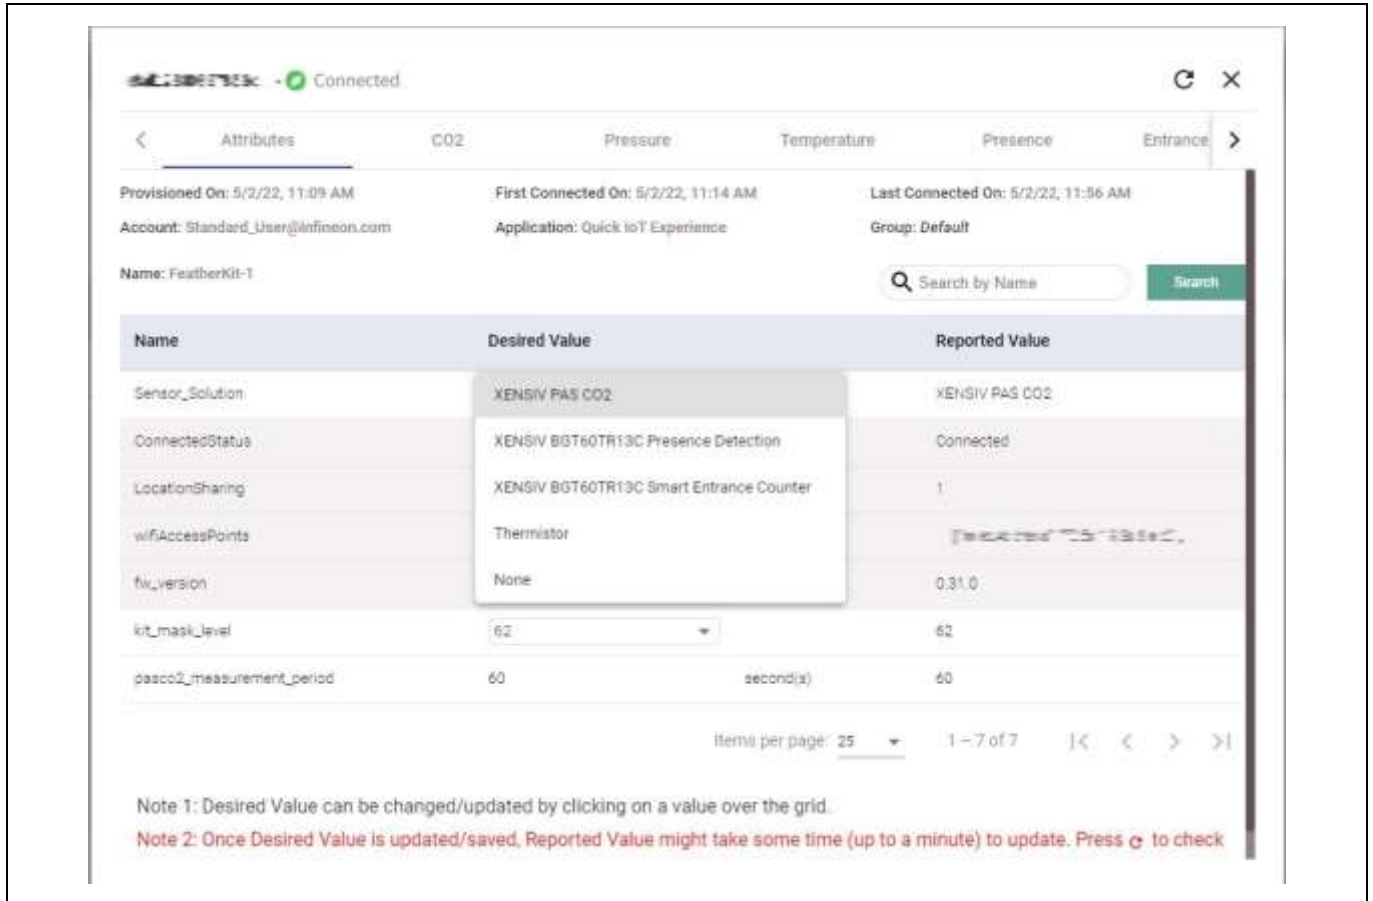 - Connected
Attributes CO2 Pressure Temperature Presence Entrance
Provisioned On: 5/2/22, 11:09 AM First Connected On: 5/2/22, 11:14 AM Last Connected On: 5/2/22, 11:56 AM
Account: Standard_User@infineon.com Application: Quick IoT Experience Group: Default
Name: FeatherKit-1 Search by Name Search
Name Desired Value Reported Value
Sensor_Solution XENSIV PAS CO2 XENSIV PAS CO2
ConnectedStatus XENSIV BGT60TR13C Presence Detection Connected
LocationSharing XENSIV BGT60TR13C Smart Entrance Counter 1
wifiAccessPoints Thermistor
fw_version None 0.31.0
kit_mask_level 62 62
pasco2_measurement_period 60 second(s) 60
Items per page: 25 1 – 7 of 7
Note 1: Desired Value can be changed/updated by clicking on a value over the grid.
Note 2: Once Desired Value is updated/saved, Reported Value might take some time (up to a minute) to update. Press to check